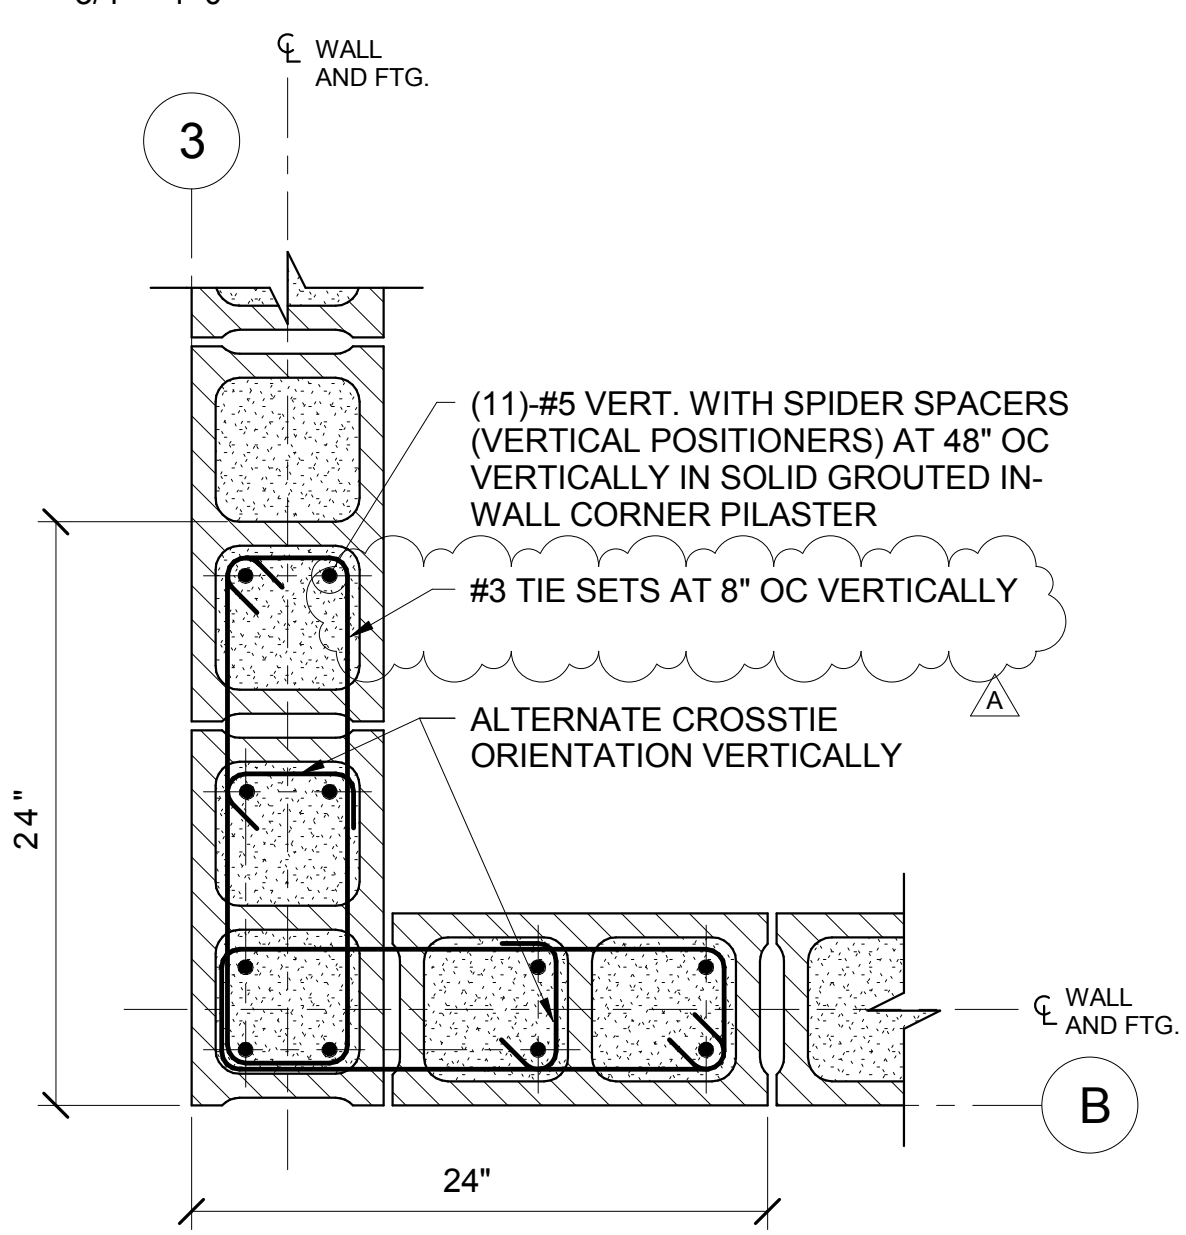 ℄ WALL
AND FTG.
3
(11)-#5 VERT. WITH SPIDER SPACERS
(VERTICAL POSITIONERS) AT 48" OC
VERTICALLY IN SOLID GROUTED IN-
WALL CORNER PILASTER
#3 TIE SETS AT 8" OC VERTICALLY
A
ALTERNATE CROSSTIE
ORIENTATION VERTICALLY
24"
℄ WALL
AND FTG.
B
24"